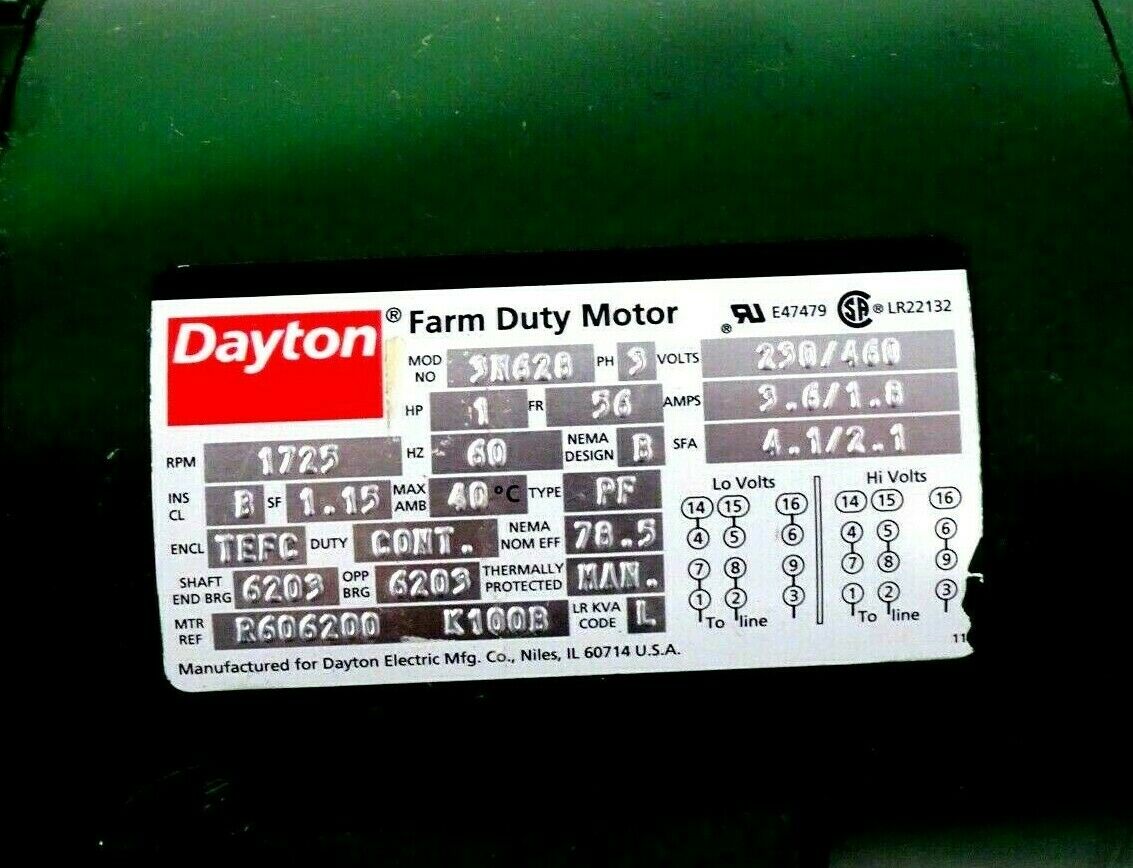 Dayton ® Farm Duty Motor ® RU E47479 SA ® LR22132
MOD NO 3N620 PH 3 VOLTS 230/460
HP 1 FR 56 AMPS 3.6/1.8
RPM 1725 HZ 60 NEMA DESIGN B SFA 4.1/2.1
INS CL B SF 1.15 MAX AMB 40°C TYPE PF
ENCL TEFC DUTY CONT. NEMA NOM EFF 78.5
SHAFT END BRG 6203 OPP BRG 6203 THERMALLY PROTECTED MAN.
MTR REF R606200 K100B LR KVA CODE L
Manufactured for Dayton Electric Mfg. Co., Niles, IL 60714 U.S.A.
Lo Volts Hi Volts
14 15 16 14 15 16
4 5 6 4 5 6
7 8 9 7 8 9
1 2 3 1 2 3
To line To line
11